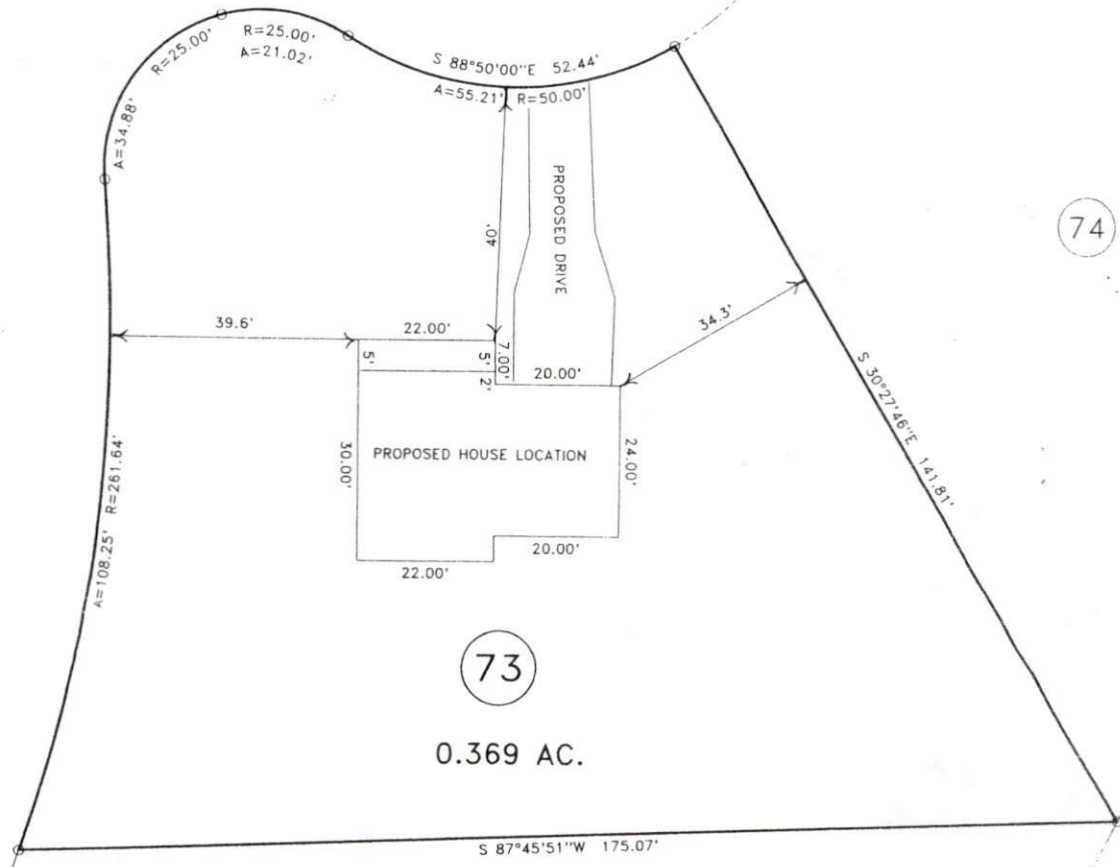 R=25.00'
R=25.00'
A=21.02'
A=34.88'
S 88°50'00"E 52.44'
A=55.21' R=50.00'
PROPOSED DRIVE
40'
74
39.6'
22.00'
34.3'
5'
5'
7.00'
2'
20.00'
S 30°27'46"E 141.81'
30.00'
PROPOSED HOUSE LOCATION
24.00'
A=108.25' R=261.64'
20.00'
22.00'
73
0.369 AC.
S 87°45'51"W 175.07'